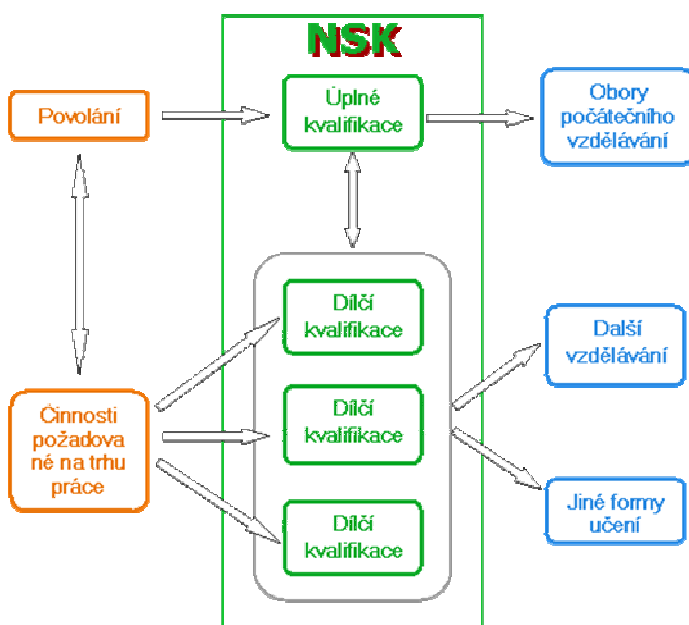 NSK
Povolání
Úplné
kvalifikace
Obory
počátečního
vzdělávání
Dílčí
kvalifikace
Další
vzdělávání
Činnosti
požadova
né na trhu
práce
Dílčí
kvalifikace
Dílčí
kvalifikace
Jiné formy
učení